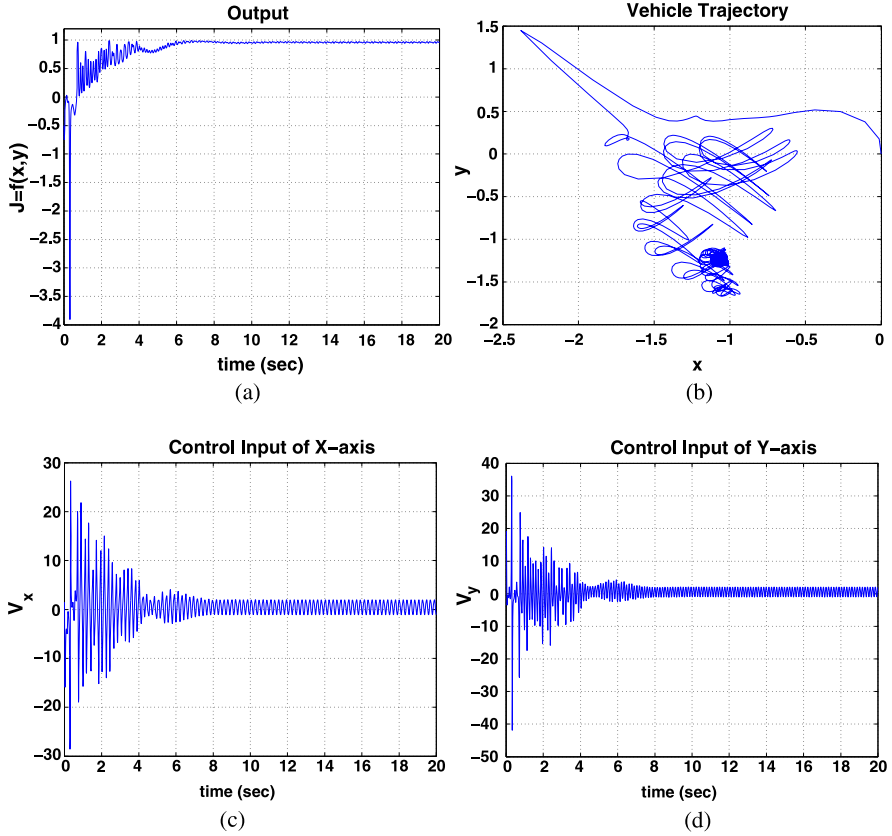 Output
1
0.5
0
−0.5
−1
−1.5
−2
−2.5
−3
−3.5
−4
J=f(x,y)
0 2 4 6 8 10 12 14 16 18 20
time (sec)
(a)
Vehicle Trajectory
1.5
1
0.5
0
−0.5
−1
−1.5
−2
y
−2.5 −2 −1.5 −1 −0.5 0
x
(b)
Control Input of X−axis
30
20
10
0
−10
−20
−30
V_x
0 2 4 6 8 10 12 14 16 18 20
time (sec)
(c)
Control Input of Y−axis
40
30
20
10
0
−10
−20
−30
−40
−50
V_y
0 2 4 6 8 10 12 14 16 18 20
time (sec)
(d)